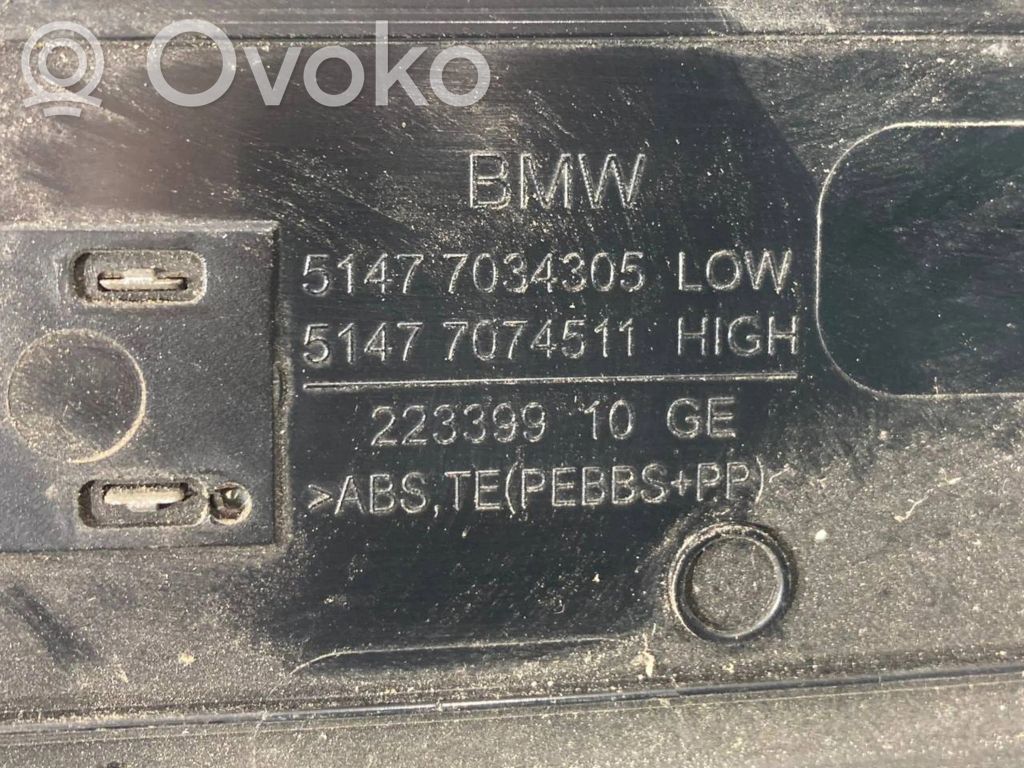 Ovoko
BMW
5147 7034305 LOW
5147 7074511 HIGH
223399 10 GE
>ABS,TE(PEBBS+PP)<